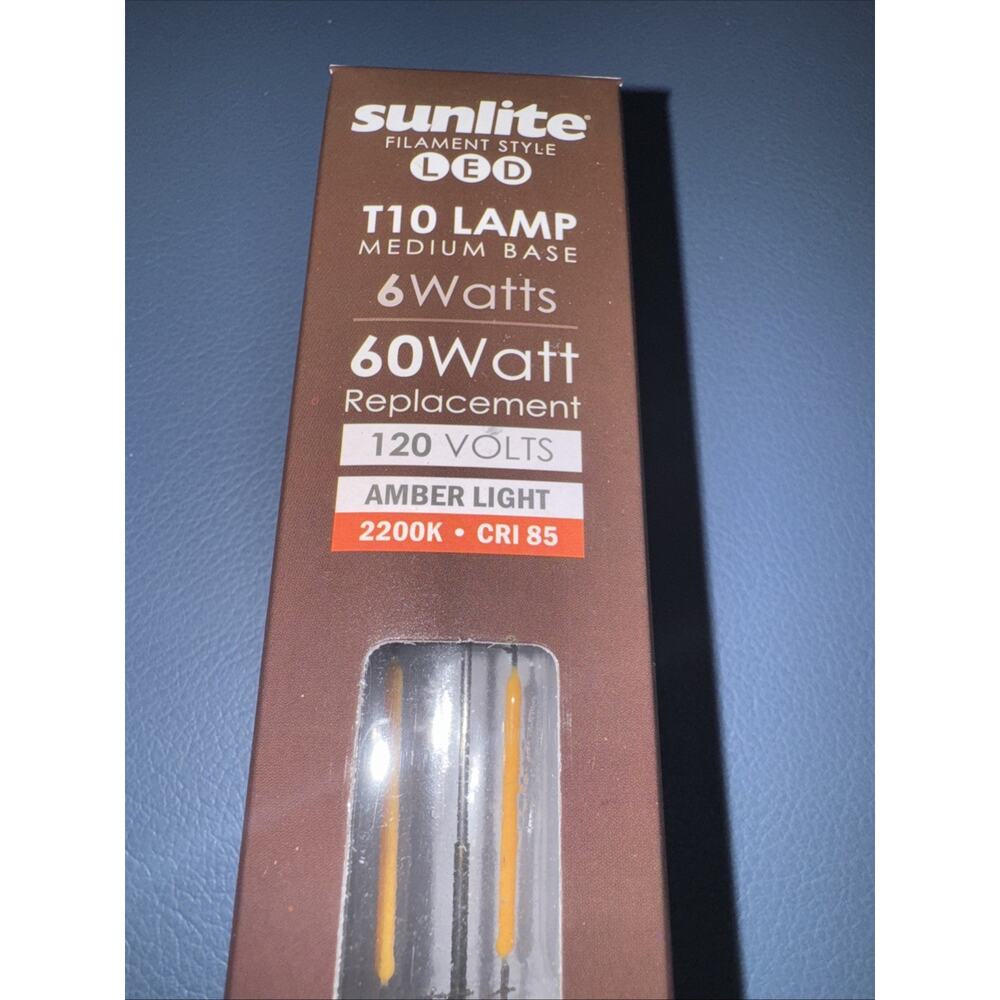 sunlite®
FILAMENT STYLE
LED
T10 LAMP
MEDIUM BASE
6Watts
60Watt
Replacement
120 VOLTS
AMBER LIGHT
2200K • CRI 85